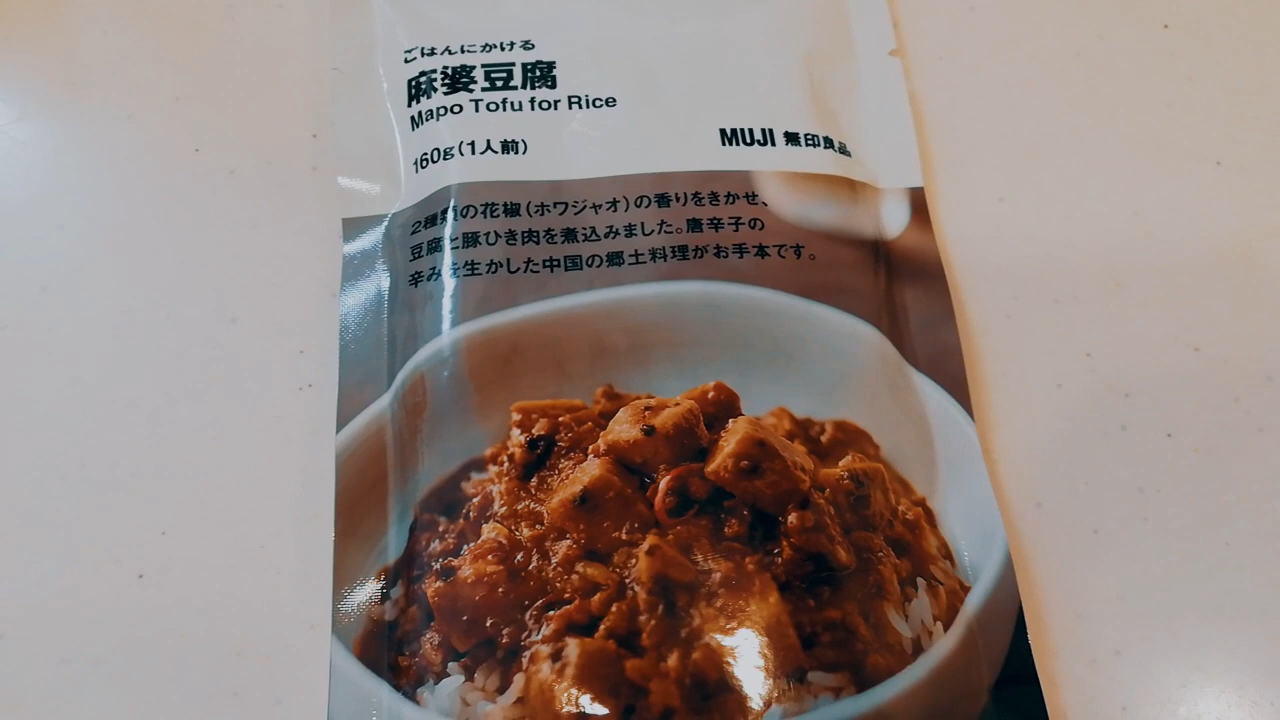 ごはんにかける
麻婆豆腐
Mapo Tofu for Rice
160g(1人前)
MUJI 無印良品
2種類の花椒(ホワジャオ)の香りをきかせ、
豆腐と豚ひき肉を煮込みました。唐辛子の
辛みを生かした中国の郷土料理がお手本です。